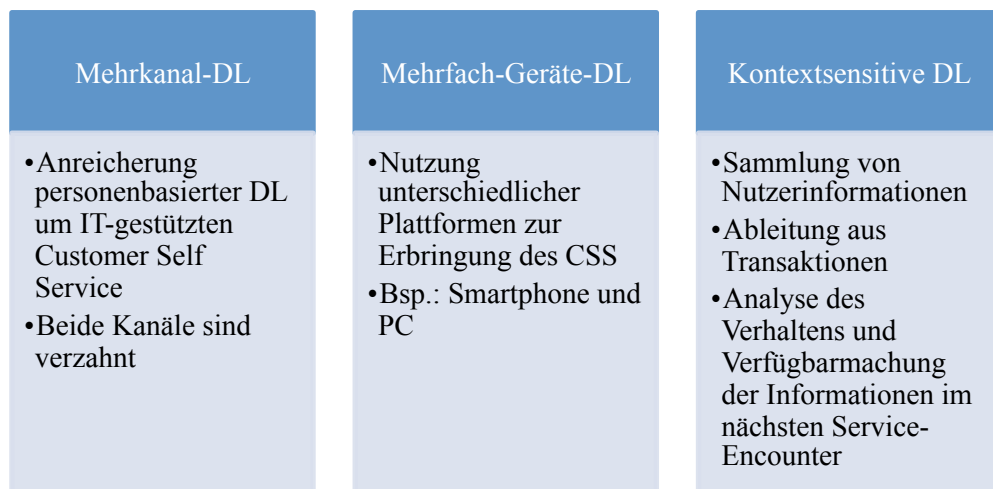 Mehrkanal-DL
•Anreicherung
personenbasierter DL
um IT-gestützten
Customer Self
Service
•Beide Kanäle sind
verzahnt
Mehrfach-Geräte-DL
•Nutzung
unterschiedlicher
Plattformen zur
Erbringung des CSS
•Bsp.: Smartphone und
PC
Kontextsensitive DL
•Sammlung von
Nutzerinformationen
•Ableitung aus
Transaktionen
•Analyse des
Verhaltens und
Verfügbarmachung
der Informationen im
nächsten Service-
Encounter